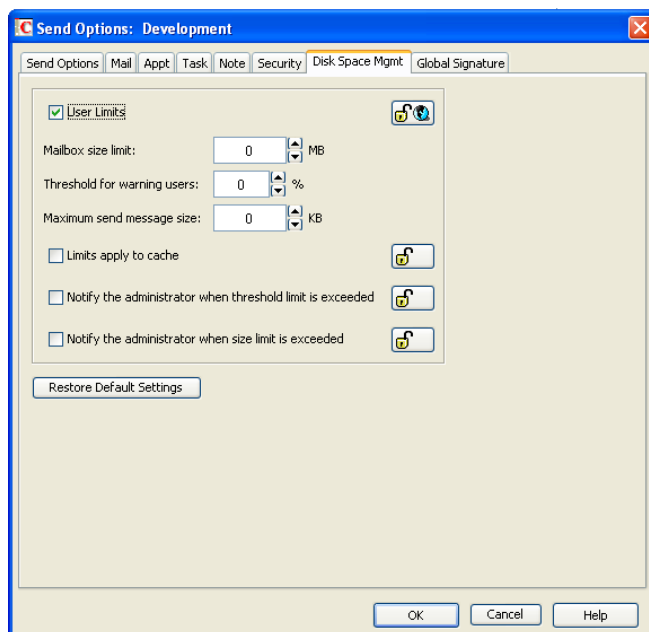 Send Options: Development
Send Options Mail Appt Task Note Security Disk Space Mgmt Global Signature
User Limits
Mailbox size limit: 0 MB
Threshold for warning users: 0 %
Maximum send message size: 0 KB
Limits apply to cache
Notify the administrator when threshold limit is exceeded
Notify the administrator when size limit is exceeded
Restore Default Settings
OK Cancel Help